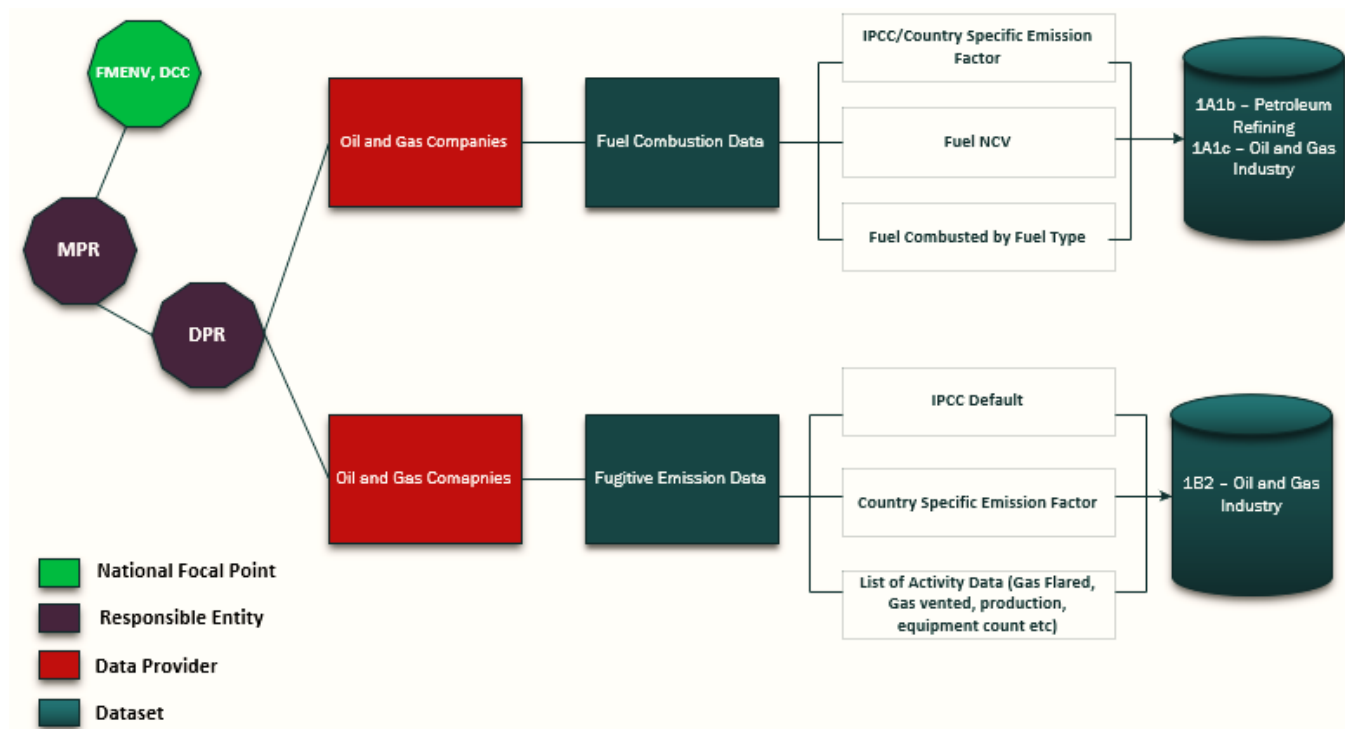 FMENV, DCC
MPR
DPR
Oil and Gas Companies
Fuel Combustion Data
IPCC/Country Specific Emission
Factor
Fuel NCV
Fuel Combusted by Fuel Type
1A1b – Petroleum
Refining
1A1c – Oil and Gas
Industry
Oil and Gas Comapnies
Fugitive Emission Data
IPCC Default
Country Specific Emission Factor
List of Activity Data (Gas Flared,
Gas vented, production,
equipment count etc)
1B2 – Oil and Gas
Industry
National Focal Point
Responsible Entity
Data Provider
Dataset